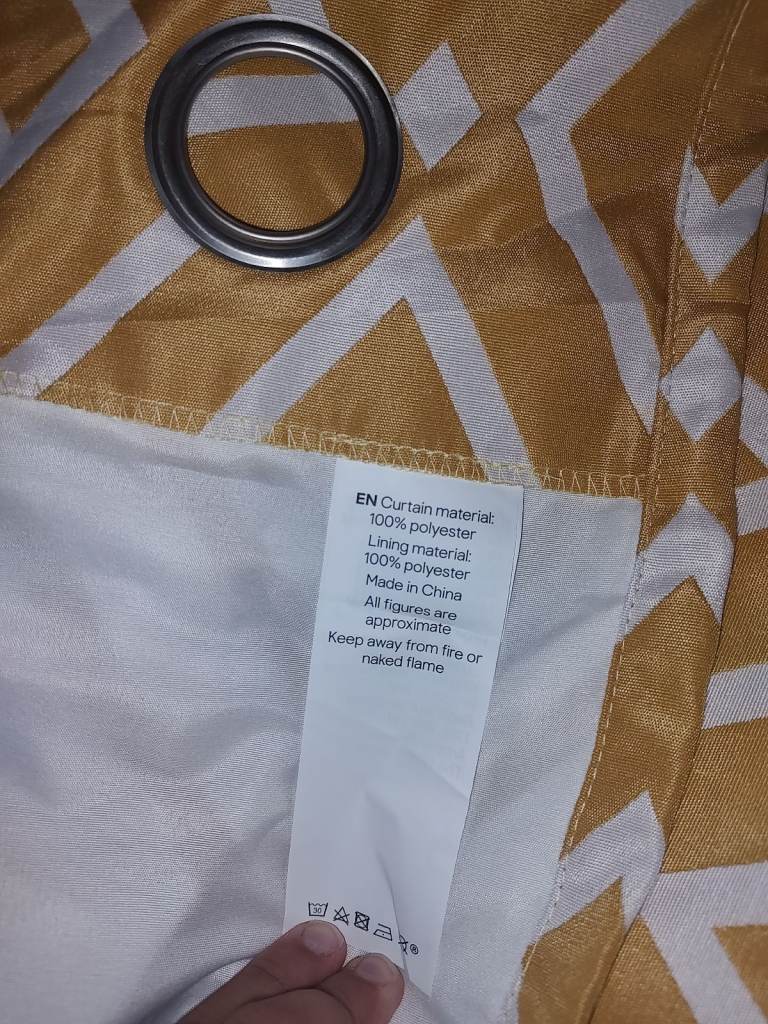 EN Curtain material:
100% polyester
Lining material:
100% polyester
Made in China
All figures are
approximate
Keep away from fire or
naked flame
30
®